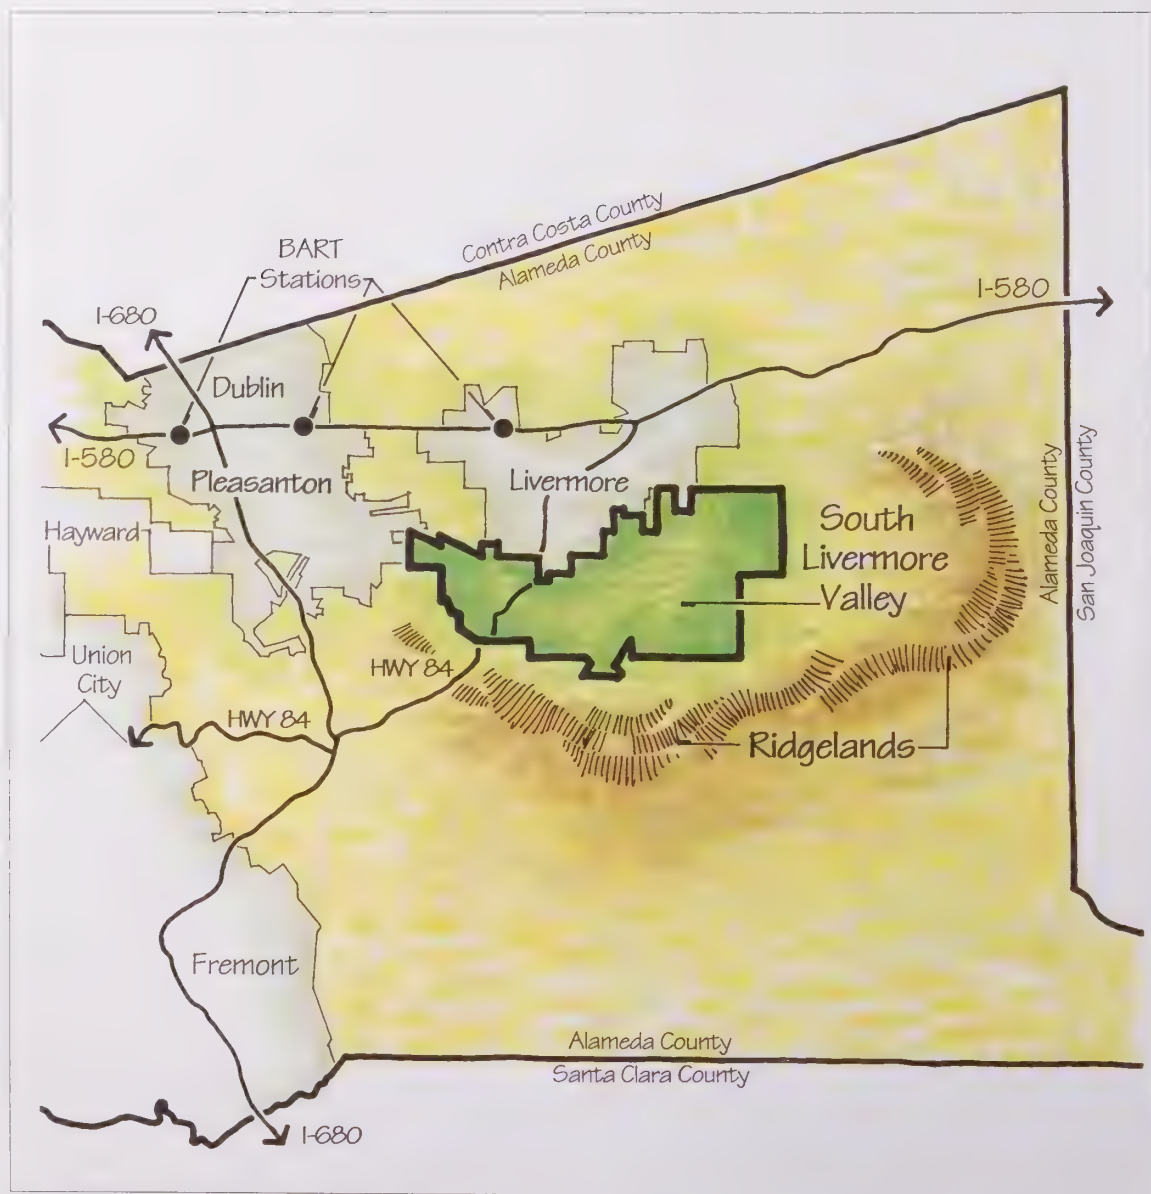 Contra Costa County
Alameda County
BART
Stations
I-580
I-680
Dublin
I-580
Pleasanton
Livermore
Hayward
South
Livermore
Valley
Alameda County
San Joaquin County
Union
City
HWY 84
HWY 84
Ridgelands
Fremont
Alameda County
Santa Clara County
I-680